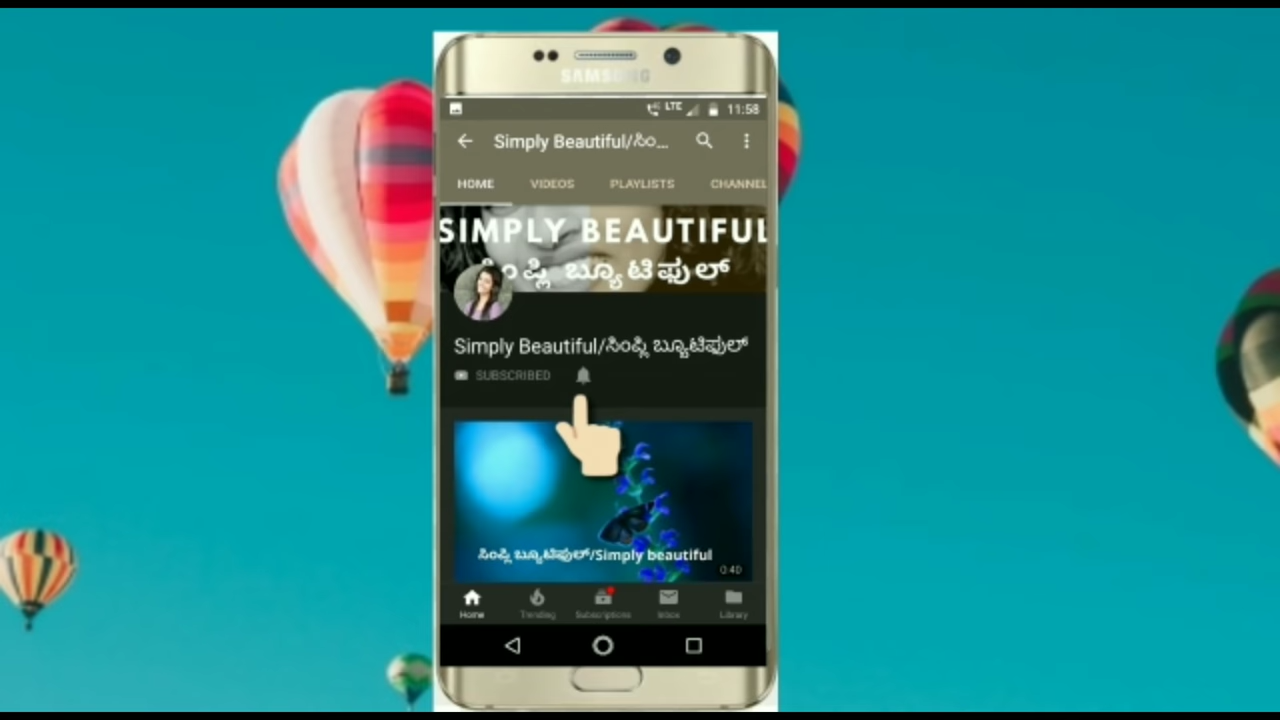 SAMSUNG
LTE 11:58
Simply Beautiful/ಸಿಂ...
HOME VIDEOS PLAYLISTS CHANNEL
SIMPLY BEAUTIFUL
ಸಿಂಪ್ಲಿ ಬ್ಯೂಟಿಫುಲ್
Simply Beautiful/ಸಿಂಪ್ಲಿ ಬ್ಯೂಟಿಫುಲ್
SUBSCRIBED
ಸಿಂಪ್ಲಿ ಬ್ಯೂಟಿಫುಲ್/Simply beautiful
0:40
Home Trending Subscriptions Inbox Library